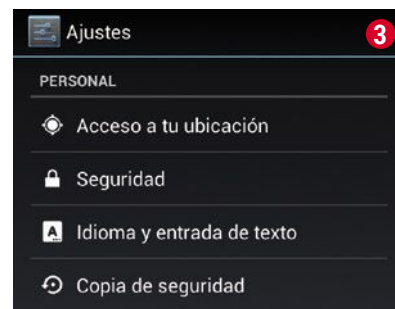 Ajustes
3
PERSONAL
Acceso a tu ubicación
Seguridad
A
Idioma y entrada de texto
Copia de seguridad